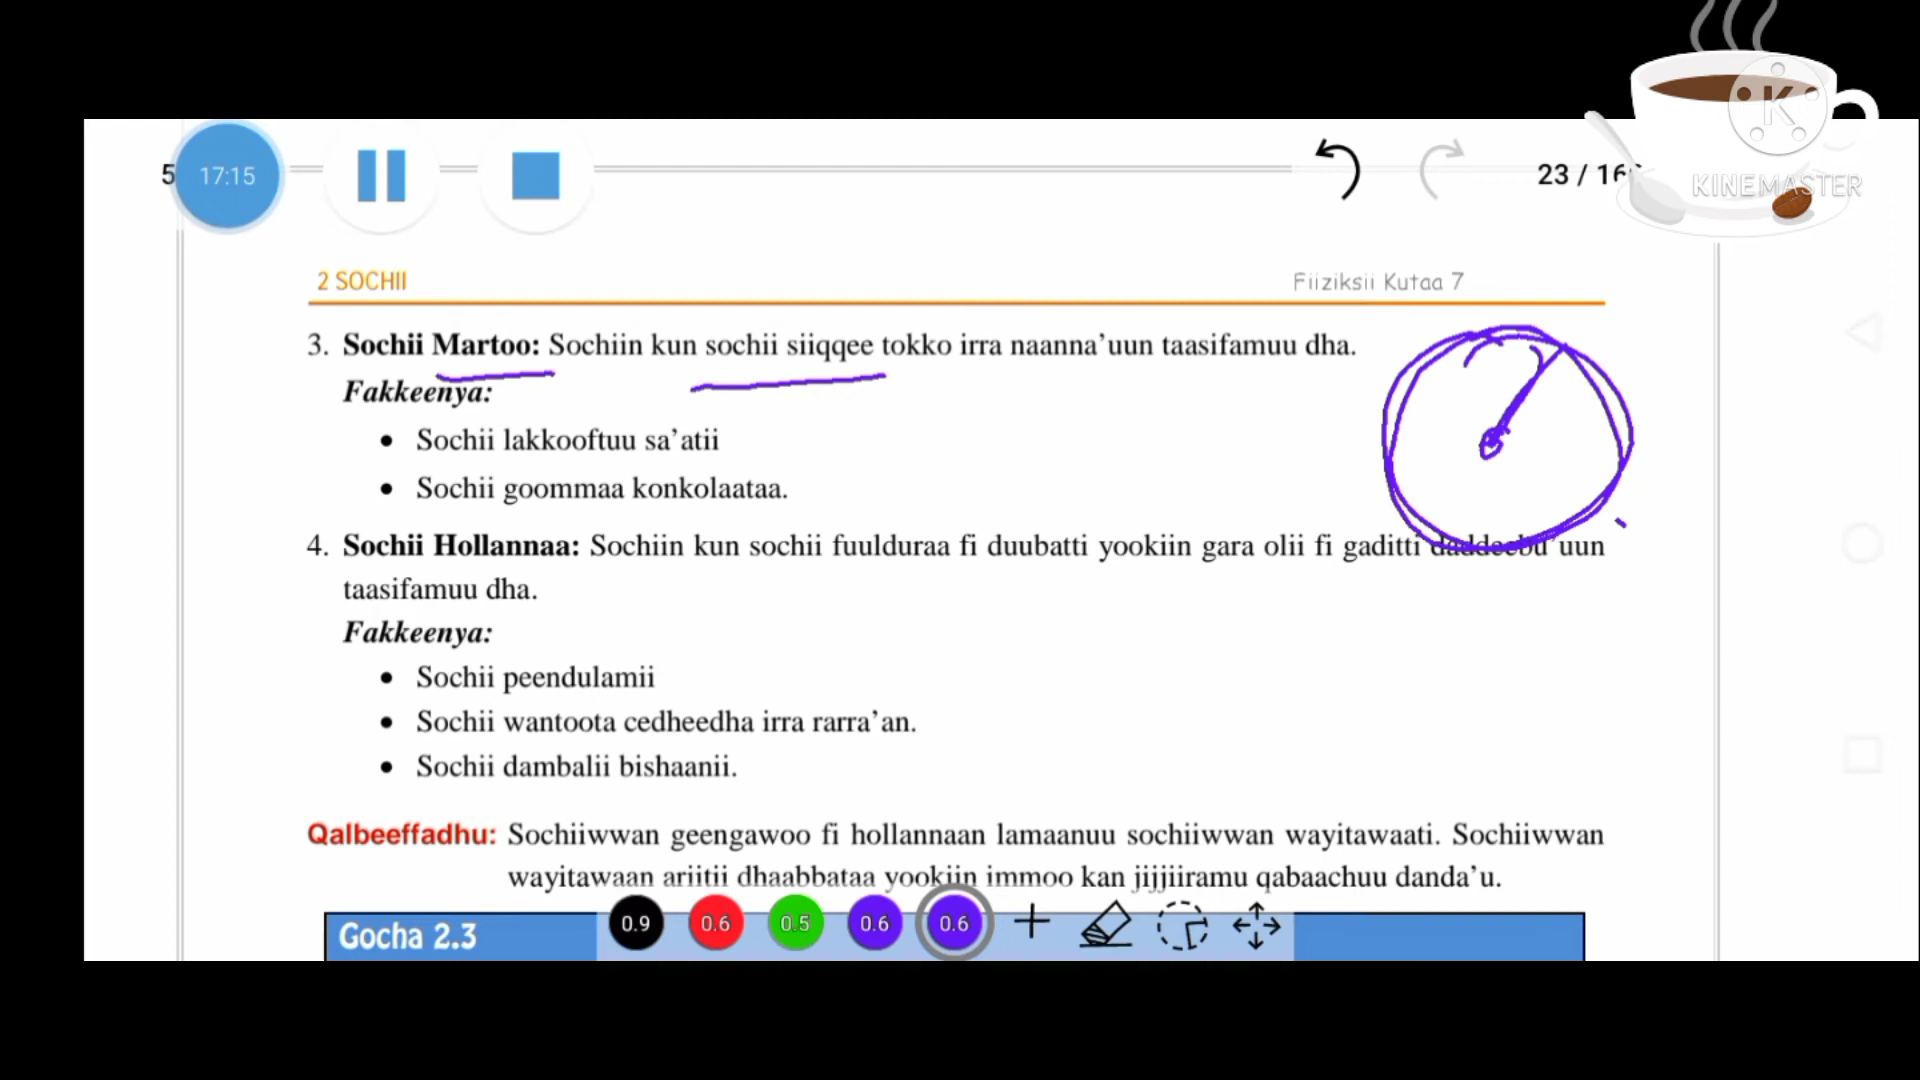 5
17:15
23 / 16
KINEMASTER
K
2 SOCHII
Fiiziksii Kutaa 7
3. Sochii Martoo: Sochiin kun sochii siiqqee tokko irra naanna’uun taasifamuu dha.
Fakkeenya:
• Sochii lakkooftuu sa’atii
• Sochii goommaa konkolaataa.
4. Sochii Hollannaa: Sochiin kun sochii fuulduraa fi duubatti yookiin gara olii fi gaditti daddeebu’uun
taasifamuu dha.
Fakkeenya:
• Sochii peendulamii
• Sochii wantoota cedheedha irra rarra’an.
• Sochii dambalii bishaanii.
Qalbeeffadhu: Sochiiwwan geengawoo fi hollannaan lamaanuu sochiiwwan wayitawaati. Sochiiwwan
wayitawaan ariitii dhaabbataa yookiin immoo kan jijjiiramu qabaachuu danda’u.
Gocha 2.3
0.9 0.6 0.5 0.6 0.6